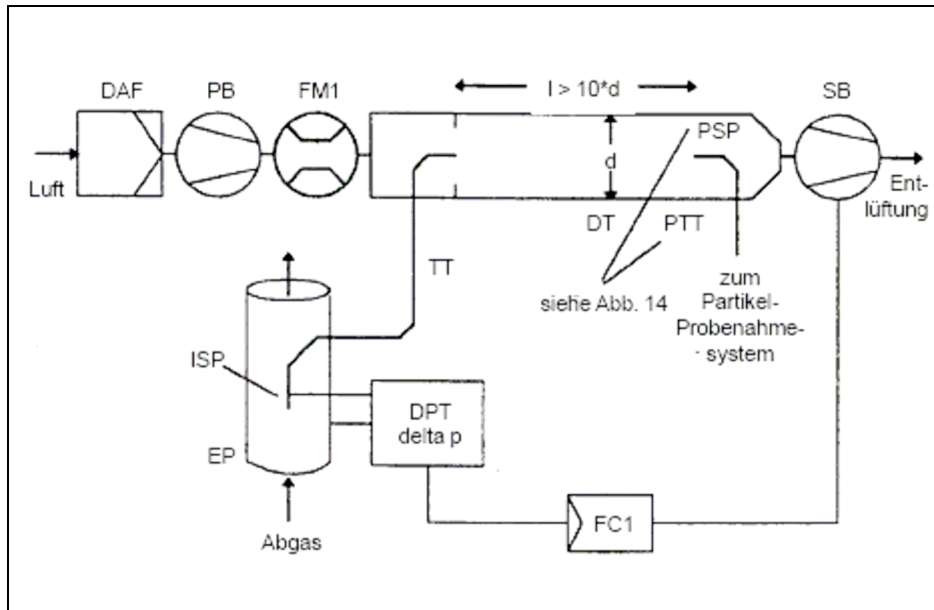 DAF
PB
FM1
l > 10*d
SB
Luft
d
PSP
Ent-
lüftung
DT
PTT
TT
siehe Abb. 14
zum
Partikel-
Probenahme-
system
ISP
DPT
delta p
EP
FC1
Abgas